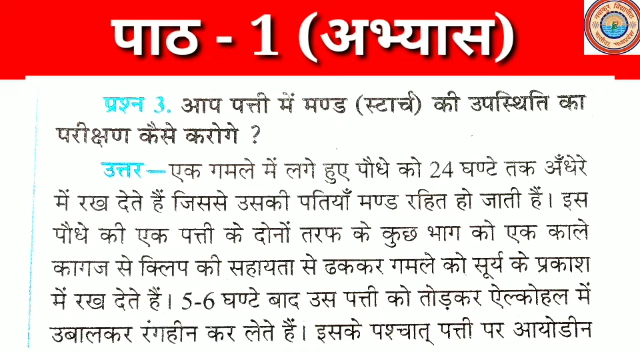 पाठ - 1 (अभ्यास)
प्रश्न 3. आप पत्ती में मण्ड (स्टार्च) की उपस्थिति का
परीक्षण कैसे करोगे ?
उत्तर—एक गमले में लगे हुए पौधे को 24 घण्टे तक अँधेरे
में रख देते हैं जिससे उसकी पतियाँ मण्ड रहित हो जाती हैं। इस
पौधे की एक पत्ती के दोनों तरफ के कुछ भाग को एक काले
कागज से क्लिप की सहायता से ढककर गमले को सूर्य के प्रकाश
में रख देते हैं। 5-6 घण्टे बाद उस पत्ती को तोड़कर ऐल्कोहल में
उबालकर रंगहीन कर लेते हैं। इसके पश्चात् पत्ती पर आयोडीन